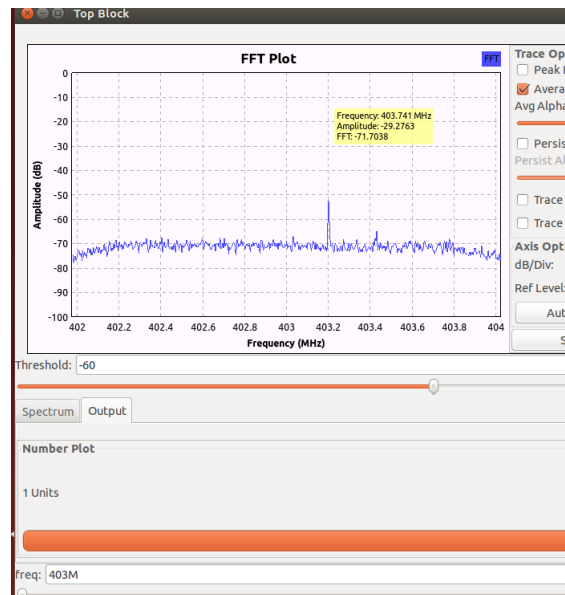 Top Block
FFT Plot
FFT
Trace Op
0
Peak
-10
Avera
Avg Alpha
Frequency: 403.741 MHz
Amplitude: -29.2763
FFT: -71.7038
-20
-30
Persis
Persist Al
-40
-50
Trace
-60
Trace
-70
Axis Opt
-80
dB/Div:
-90
Ref Level:
-100
Aut
S
Amplitude (dB)
402 402.2 402.4 402.6 402.8 403 403.2 403.4 403.6 403.8 404
Frequency (MHz)
Threshold: -60
Spectrum Output
Number Plot
1 Units
freq: 403M